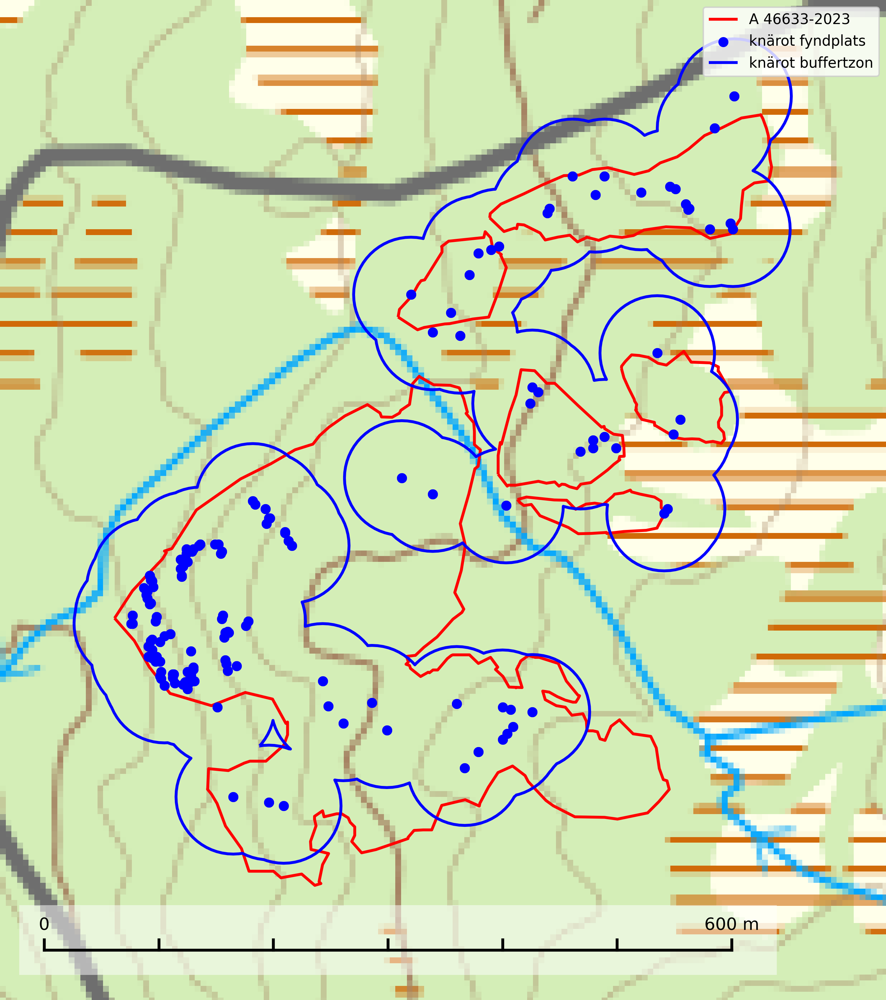 A 46633-2023
knärot fyndplats
knärot buffertzon
0
600 m